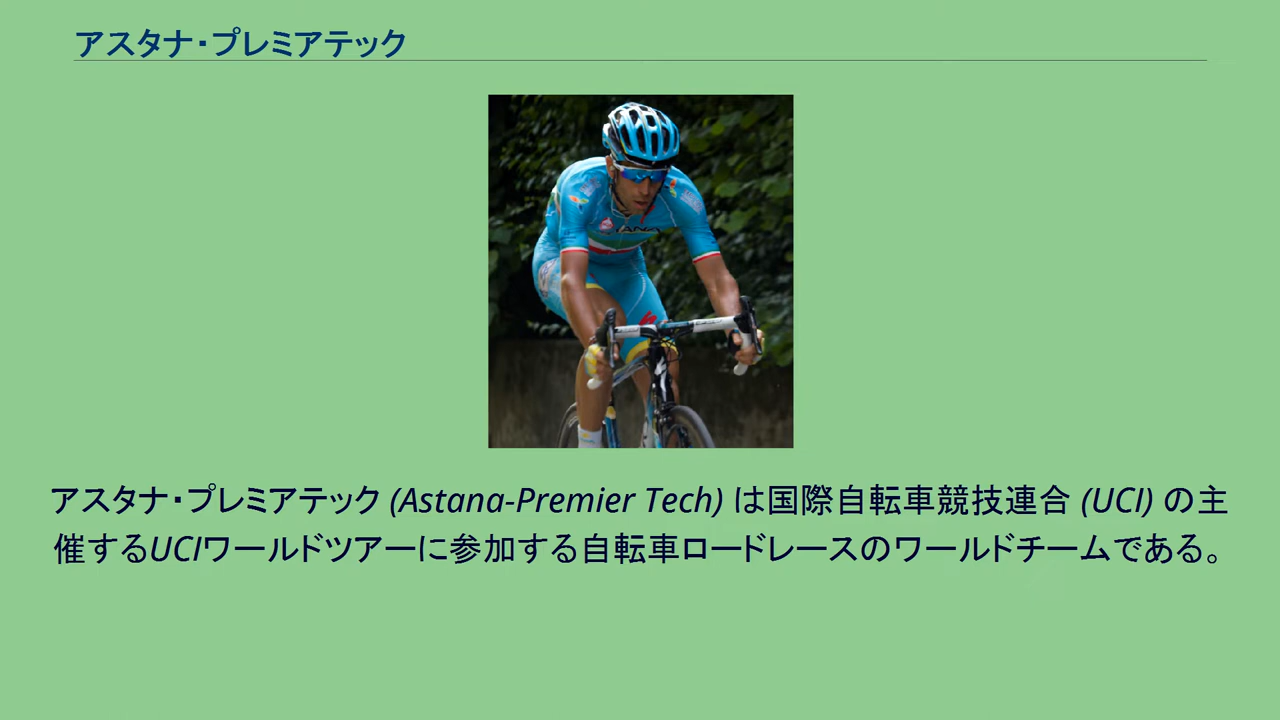 アスタナ・プレミアテック
アスタナ・プレミアテック (Astana-Premier Tech) は国際自転車競技連合 (UCI) の主
催するUCIワールドツアーに参加する自転車ロードレースのワールドチームである。